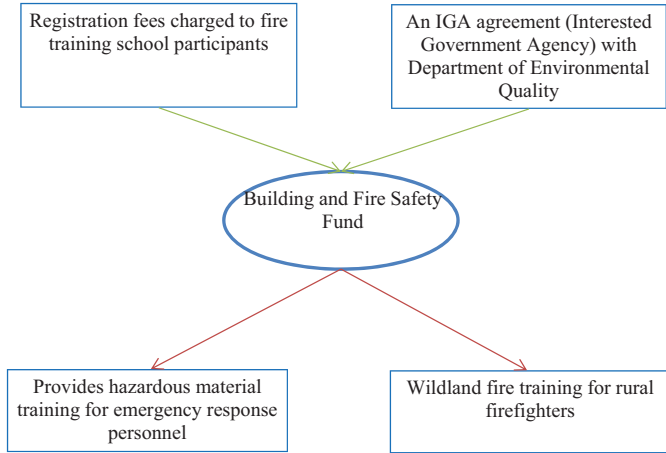 Registration fees charged to fire
training school participants
An IGA agreement (Interested
Government Agency) with
Department of Environmental
Quality
Building and Fire Safety
Fund
Provides hazardous material
training for emergency response
personnel
Wildland fire training for rural
firefighters